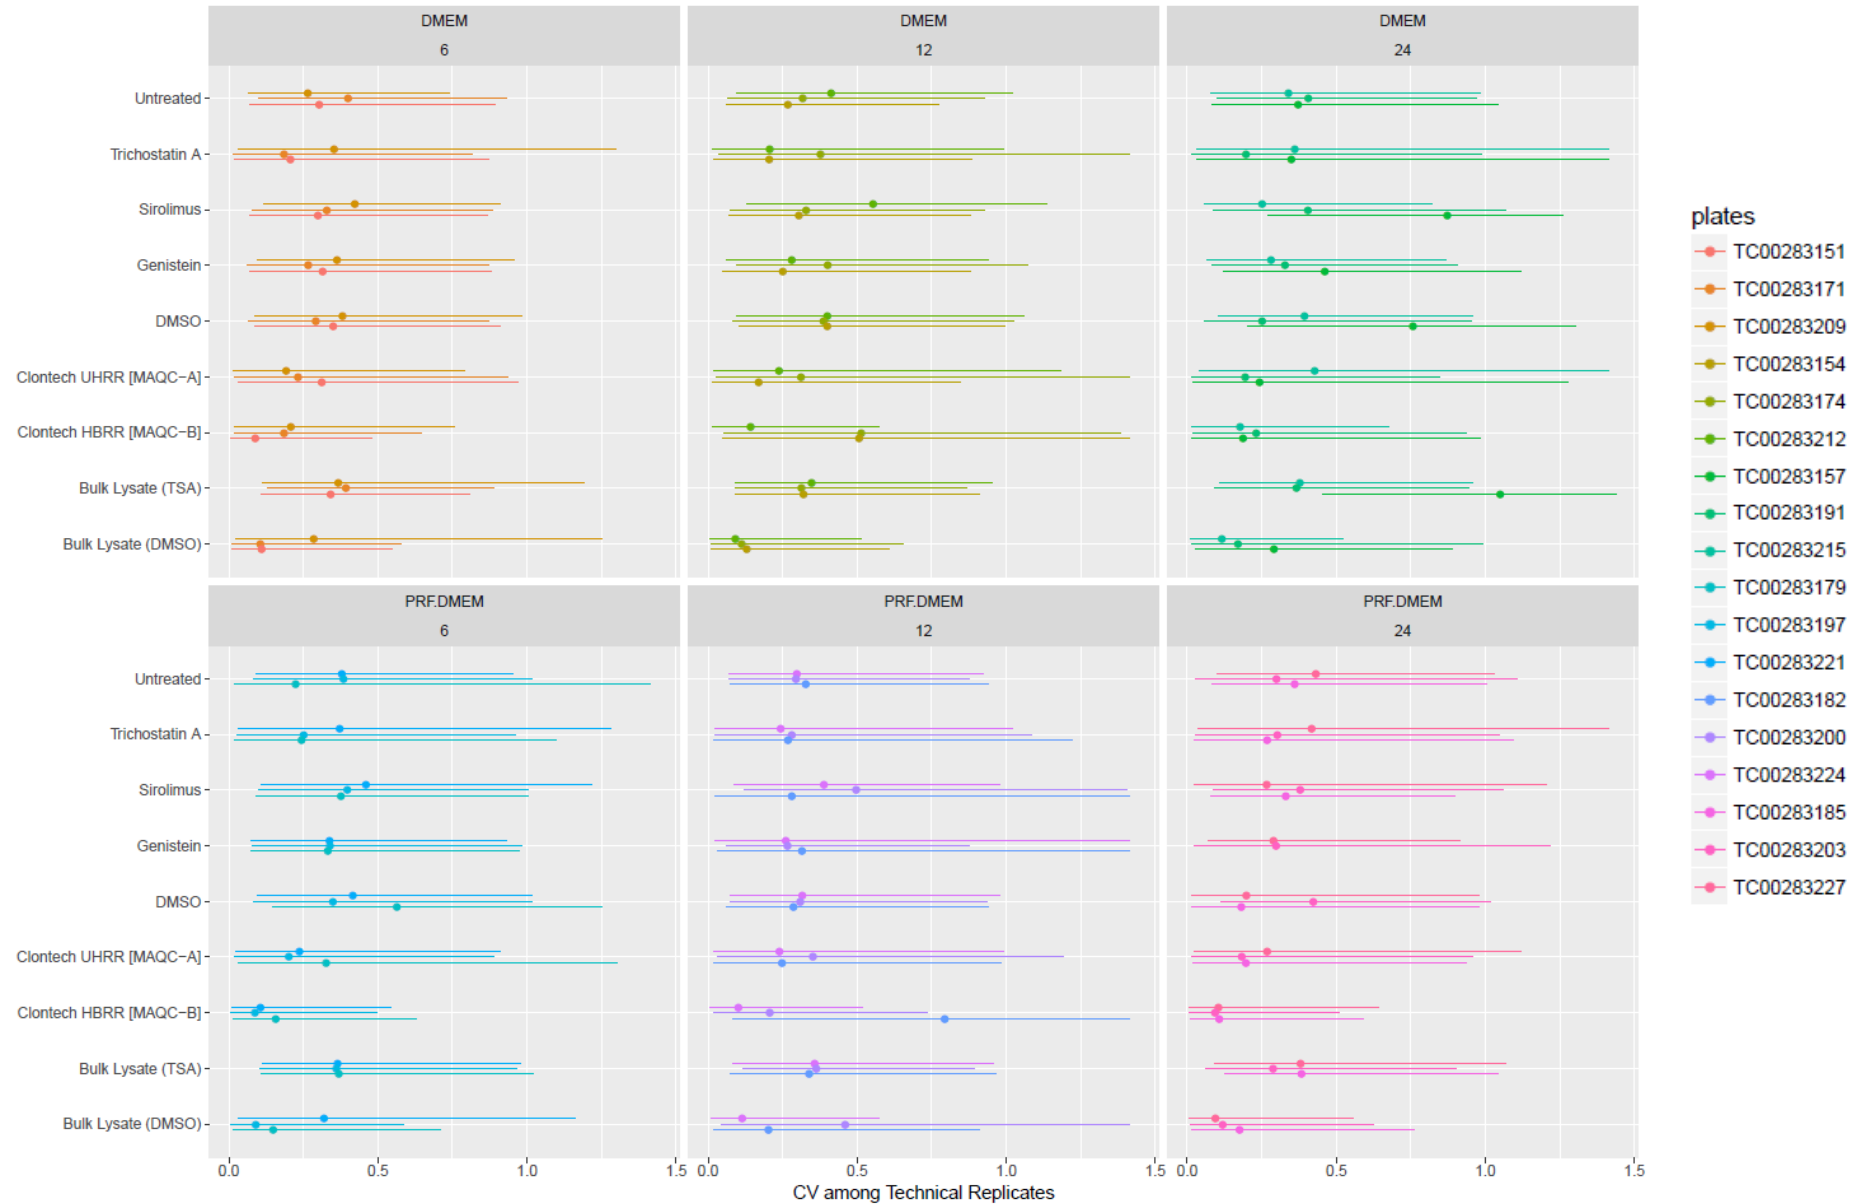 DMEM
6
DMEM
12
DMEM
24
Untreated
Trichostatin A
Sirolimus
Genistein
DMSO
Clontech UHRR [MAQC-A]
Clontech HBRR [MAQC-B]
Bulk Lysate (TSA)
Bulk Lysate (DMSO)
PRF.DMEM
6
PRF.DMEM
12
PRF.DMEM
24
Untreated
Trichostatin A
Sirolimus
Genistein
DMSO
Clontech UHRR [MAQC-A]
Clontech HBRR [MAQC-B]
Bulk Lysate (TSA)
Bulk Lysate (DMSO)
0.0 0.5 1.0 1.5 0.0 0.5 1.0 1.5 0.0 0.5 1.0 1.5
CV among Technical Replicates
plates
TC00283151
TC00283171
TC00283209
TC00283154
TC00283174
TC00283212
TC00283157
TC00283191
TC00283215
TC00283179
TC00283197
TC00283221
TC00283182
TC00283200
TC00283224
TC00283185
TC00283203
TC00283227